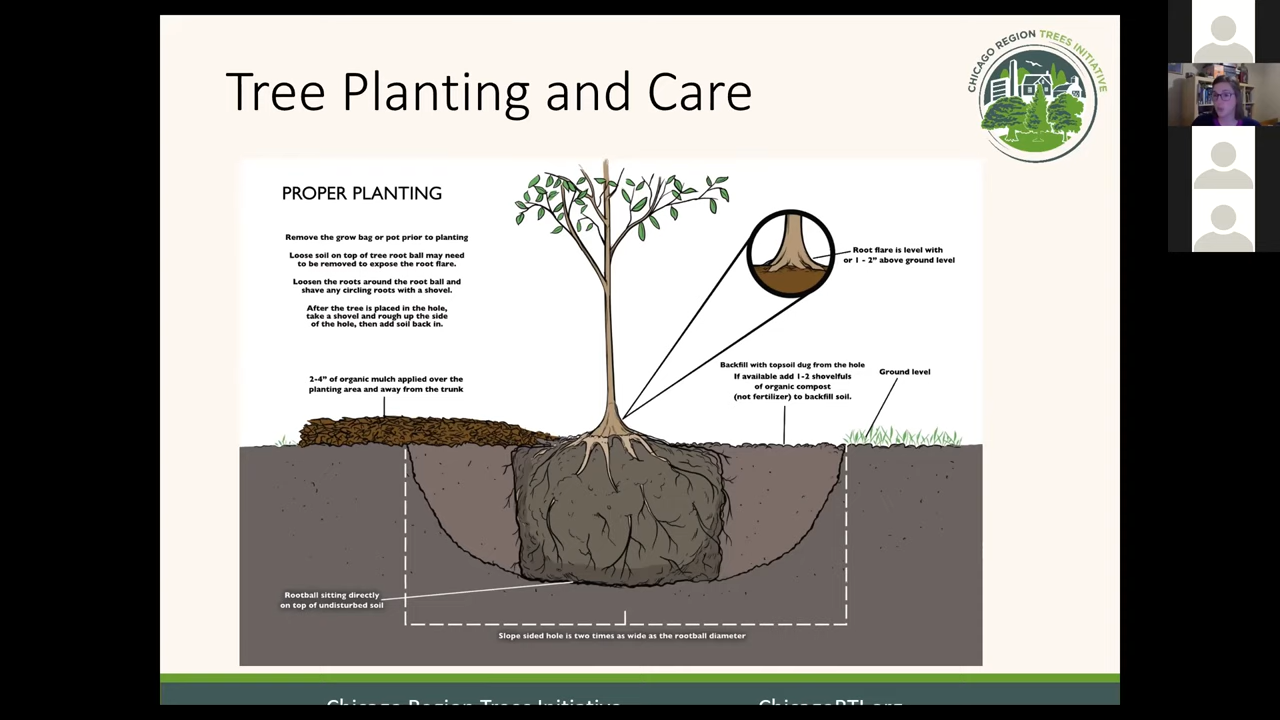 Tree Planting and Care
CHICAGO REGION TREES INITIATIVE
PROPER PLANTING
Remove the grow bag or pot prior to planting
Loose soil on top of tree root ball may need
to be removed to expose the root flare.
Loosen the roots around the root ball and
shave any circling roots with a shovel.
After the tree is placed in the hole,
take a shovel and rough up the side
of the hole, then add soil back in.
2-4" of organic mulch applied over the
planting area and away from the trunk
Root flare is level with
or 1 - 2" above ground level
Backfill with topsoil dug from the hole
If available add 1-2 shovelfuls
of organic compost
(not fertilizer) to backfill soil.
Ground level
Rootball sitting directly
on top of undisturbed soil
Slope sided hole is two times as wide as the rootball diameter
Chicago Region Trees Initiative
ChicagoRTI.org